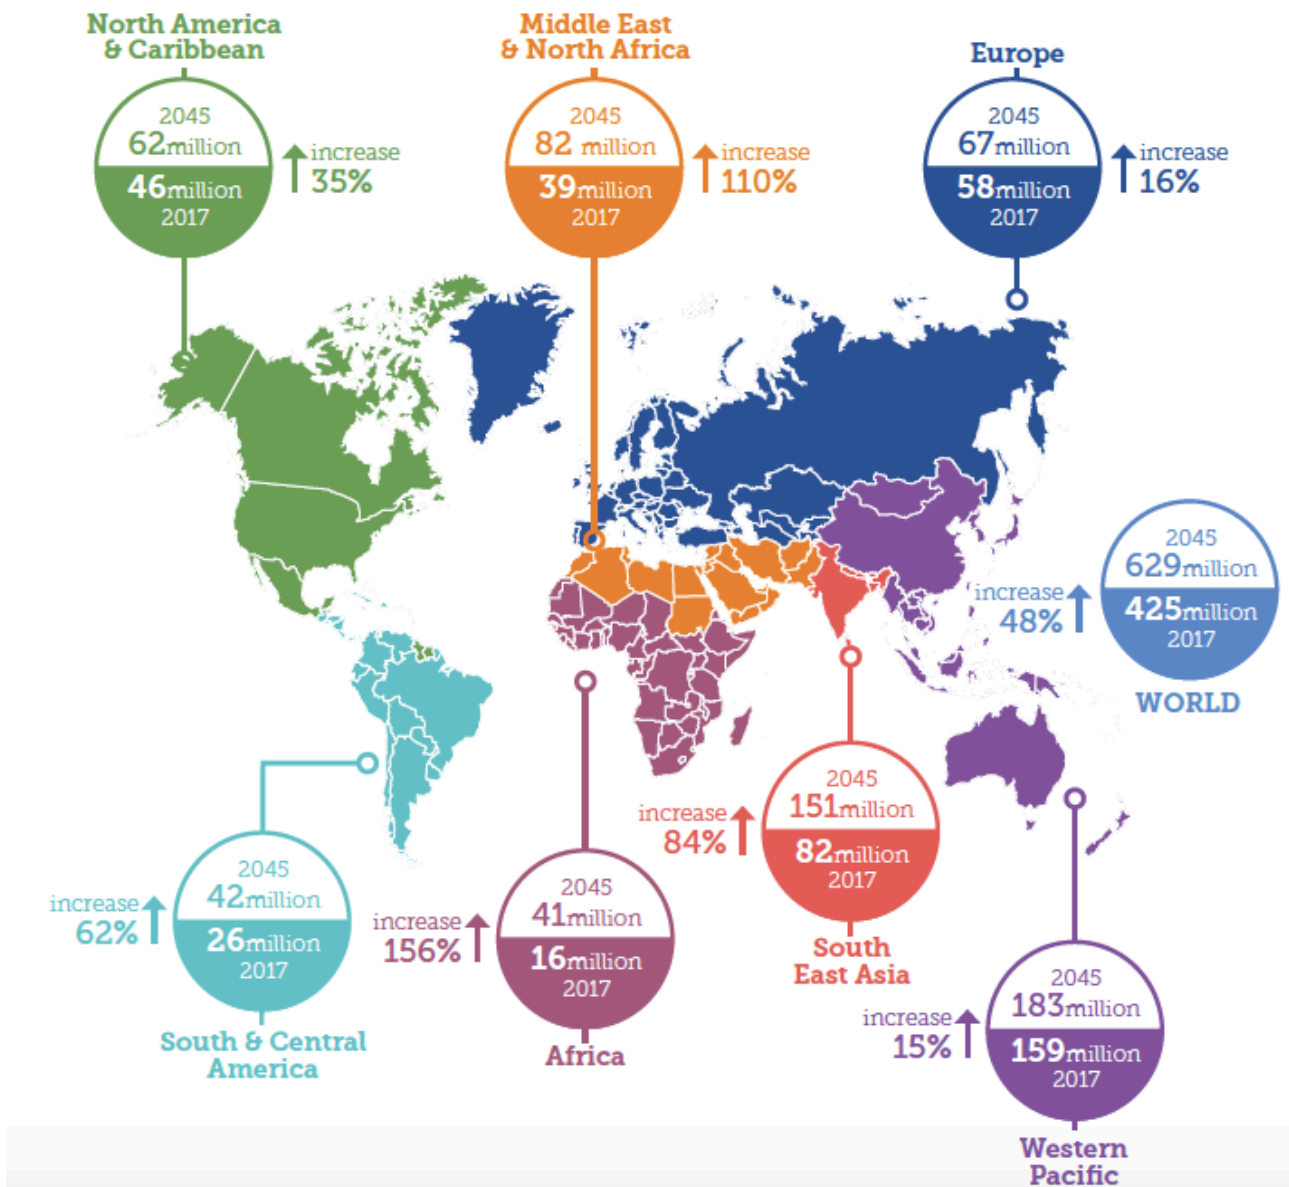 North America
& Caribbean
2045
62million
46million
2017
increase
35%
Middle East
& North Africa
2045
82 million
39million
2017
increase
110%
Europe
2045
67million
58million
2017
increase
16%
2045
629million
425million
2017
WORLD
increase
48%
2045
42million
26million
2017
increase
62%
South & Central
America
2045
41million
16million
2017
increase
156%
Africa
2045
151million
82million
2017
increase
84%
South
East Asia
2045
183million
159million
2017
increase
15%
Western
Pacific